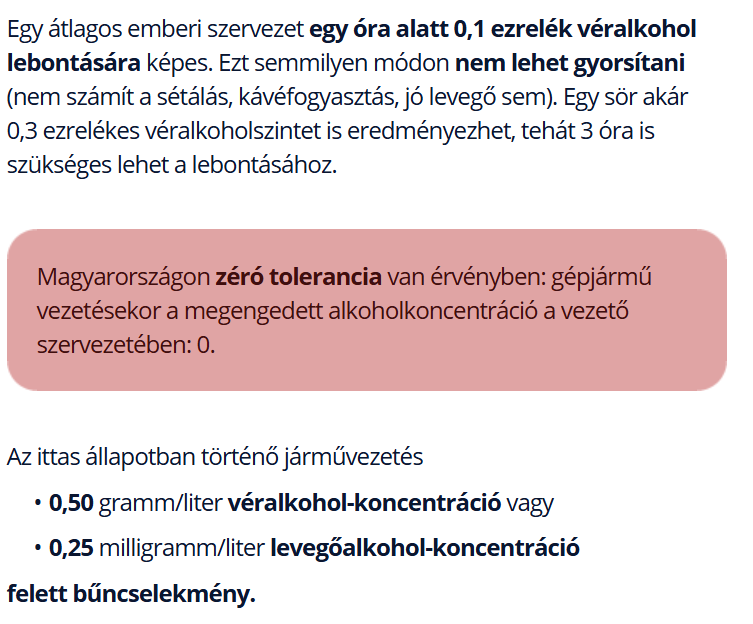 Egy átlagos emberi szervezet egy óra alatt 0,1 ezrelék véralkohol
lebontására képes. Ezt semmilyen módon nem lehet gyorsítani
(nem számít a sétálás, kávéfogyasztás, jó levegő sem). Egy sör akár
0,3 ezrelékes véralkoholszintet is eredményezhet, tehát 3 óra is
szükséges lehet a lebontásához.
Magyarországon zéró tolerancia van érvényben: gépjármű
vezetésekor a megengedett alkoholkoncentráció a vezető
szervezetében: 0.
Az ittas állapotban történő járművezetés
• 0,50 gramm/liter véralkohol-koncentráció vagy
• 0,25 milligramm/liter levegőalkohol-koncentráció
felett bűncselekmény.